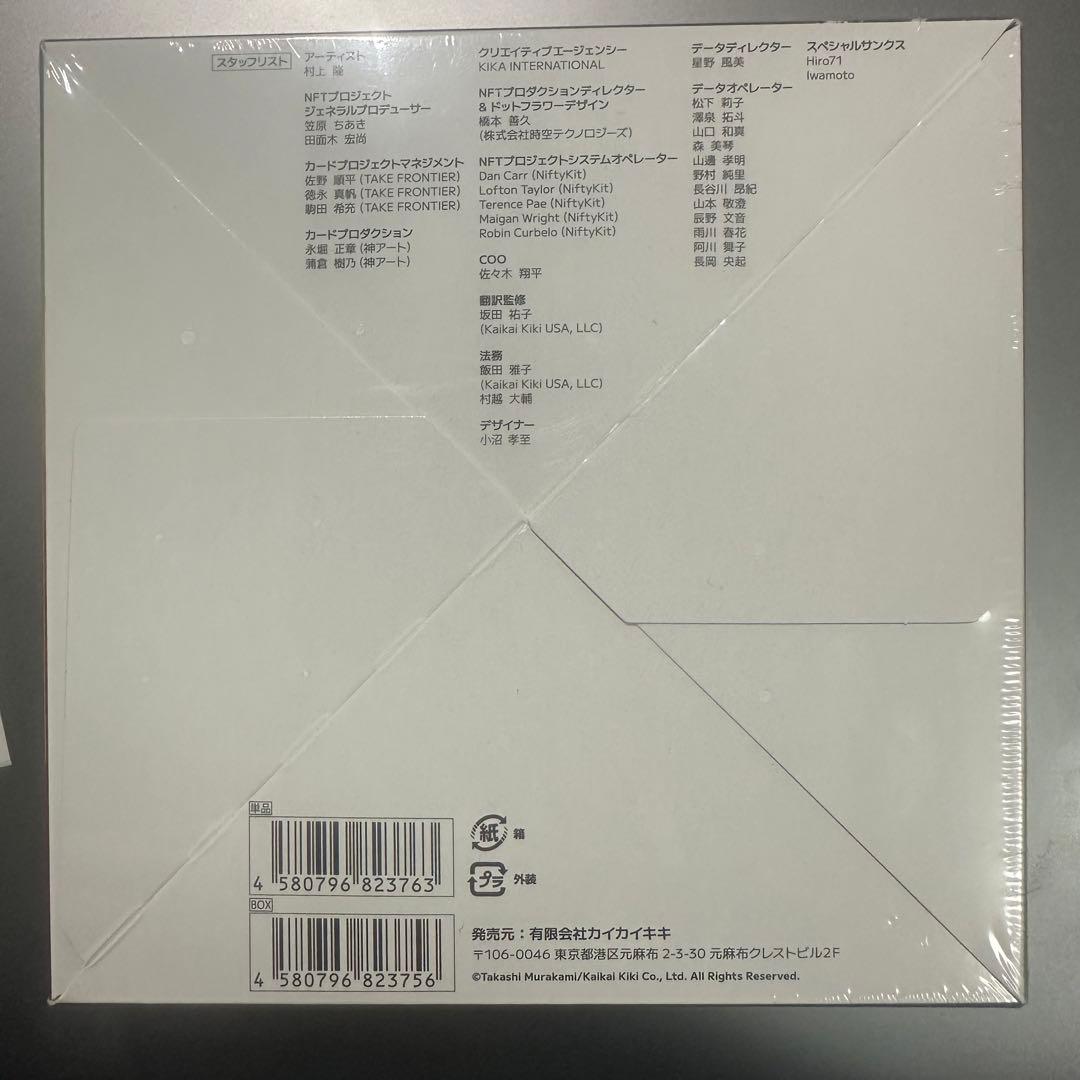 スタッフリスト
アーティスト
村上 隆
NFTプロジェクト
ジェネラルプロデューサー
笠原 ちあき
田面木 宏尚
カードプロジェクトマネジメント
佐野 順平 (TAKE FRONTIER)
徳永 真帆 (TAKE FRONTIER)
駒田 希充 (TAKE FRONTIER)
カードプロダクション
永堀 正章 (神アート)
蒲倉 樹乃 (神アート)
クリエイティブエージェンシー
KIKA INTERNATIONAL
NFTプロダクションディレクター
& ドットフラワーデザイン
橋本 善久
(株式会社時空テクノロジーズ)
NFTプロジェクトシステムオペレーター
Dan Carr (NiftyKit)
Lofton Taylor (NiftyKit)
Terence Pae (NiftyKit)
Maigan Wright (NiftyKit)
Robin Curbelo (NiftyKit)
COO
佐々木 翔平
翻訳監修
坂田 祐子
(Kaikai Kiki USA, LLC)
法務
飯田 雅子
(Kaikai Kiki USA, LLC)
村越 大輔
デザイナー
小沼 孝至
データディレクター
星野 風美
データオペレーター
松下 莉子
澤泉 拓斗
山口 和真
森 美琴
山邊 孝明
野村 純里
長谷川 昂紀
山本 敬澄
辰野 文音
雨川 春花
阿川 舞子
長岡 央起
スペシャルサンクス
Hiro71
Iwamoto
単品
4 580796 823763
BOX
4 580796 823756
紙 箱
プラ 外装
発売元：有限会社カイカイキキ
〒106-0046 東京都港区元麻布 2-3-30 元麻布クレストビル2F
©Takashi Murakami/Kaikai Kiki Co., Ltd. All Rights Reserved.